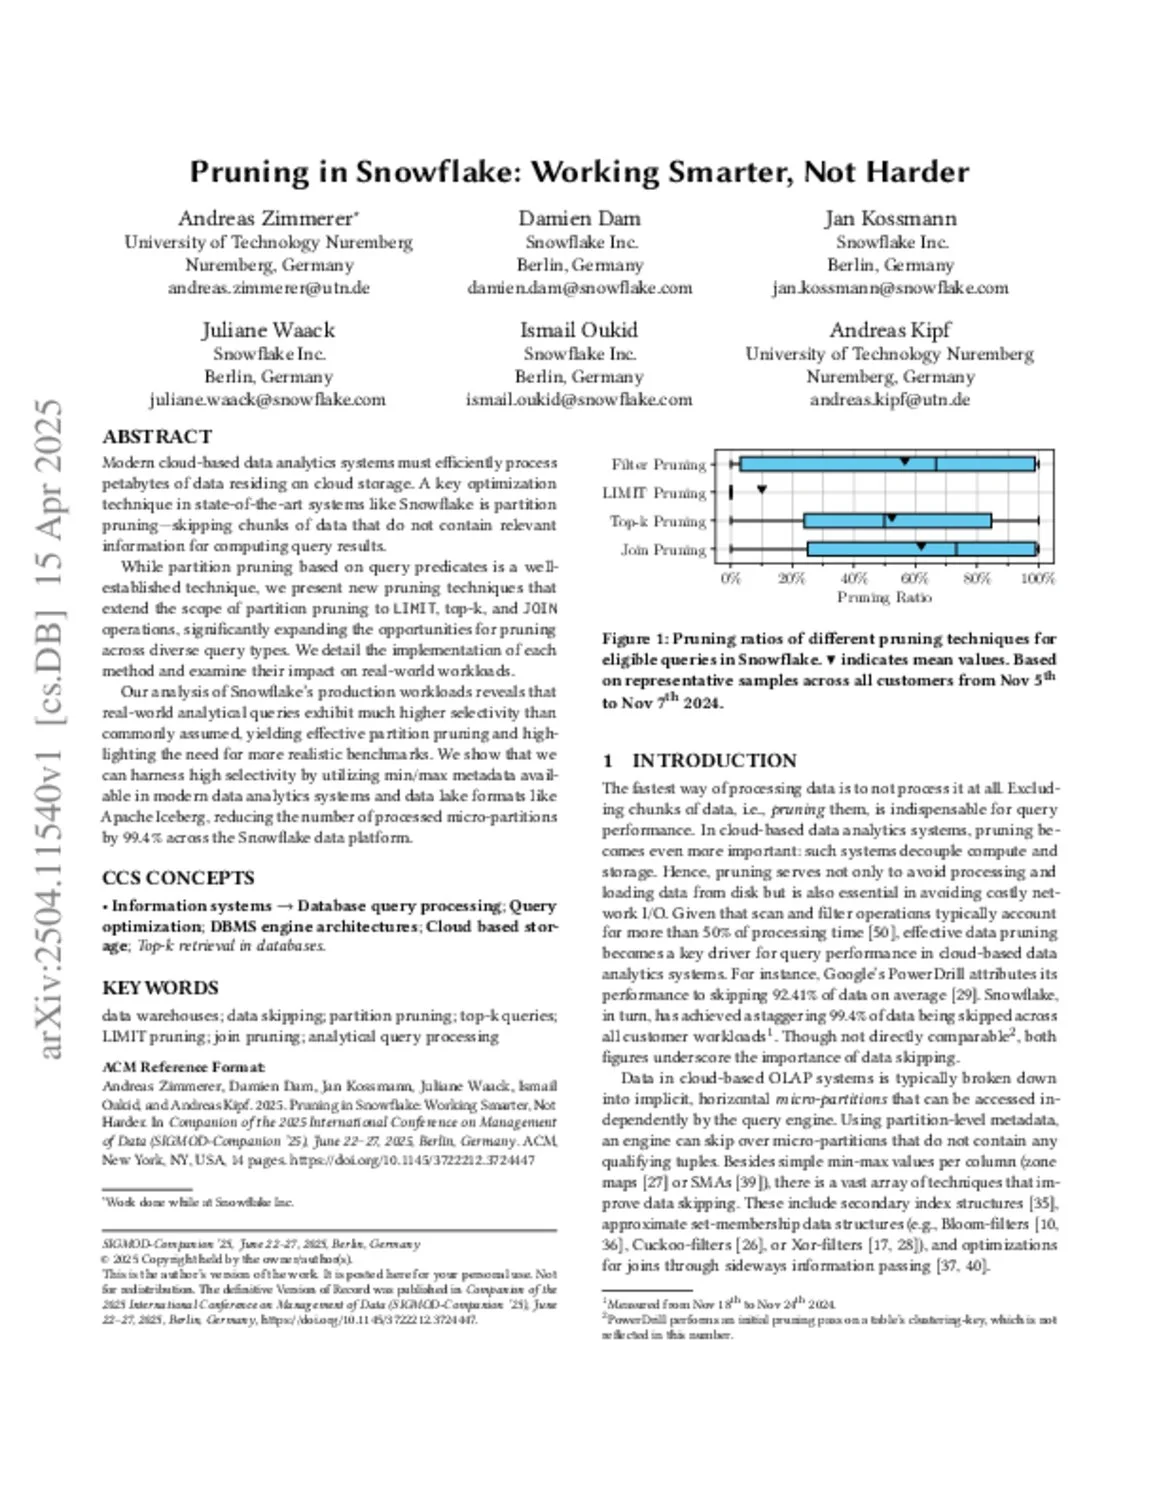 Pruning in Snowflake: Working Smarter, Not Harder
Andreas Zimmerer*
University of Technology Nuremberg
Nuremberg, Germany
andreas.zimmerer@utn.de
Damien Dam
Snowflake Inc.
Berlin, Germany
damien.dam@snowflake.com
Jan Kossmann
Snowflake Inc.
Berlin, Germany
jan.kossmann@snowflake.com
Juliane Waack
Snowflake Inc.
Berlin, Germany
juliane.waack@snowflake.com
Ismail Oukid
Snowflake Inc.
Berlin, Germany
ismail.oukid@snowflake.com
Andreas Kipf
University of Technology Nuremberg
Nuremberg, Germany
andreas.kipf@utn.de
arXiv:2504.11540v1 [cs.DB] 15 Apr 2025
ABSTRACT
Modern cloud-based data analytics systems must efficiently process
petabytes of data residing on cloud storage. A key optimization
technique in state-of-the-art systems like Snowflake is partition
pruning—skipping chunks of data that do not contain relevant
information for computing query results.
While partition pruning based on query predicates is a well-
established technique, we present new pruning techniques that
extend the scope of partition pruning to LIMIT, top-k, and JOIN
operations, significantly expanding the opportunities for pruning
across diverse query types. We detail the implementation of each
method and examine their impact on real-world workloads.
Our analysis of Snowflake's production workloads reveals that
real-world analytical queries exhibit much higher selectivity than
commonly assumed, yielding effective partition pruning and high-
lighting the need for more realistic benchmarks. We show that we
can harness high selectivity by utilizing min/max metadata avail-
able in modern data analytics systems and data lake formats like
Apache Iceberg, reducing the number of processed micro-partitions
by 99.4% across the Snowflake data platform.
CCS CONCEPTS
• Information systems → Database query processing; Query
optimization; DBMS engine architectures; Cloud based stor-
age; Top-k retrieval in databases.
KEYWORDS
data warehouses; data skipping; partition pruning; top-k queries;
LIMIT pruning; join pruning; analytical query processing
ACM Reference Format:
Andreas Zimmerer, Damien Dam, Jan Kossmann, Juliane Waack, Ismail
Oukid, and Andreas Kipf. 2025. Pruning in Snowflake: Working Smarter, Not
Harder. In Companion of the 2025 International Conference on Management
of Data (SIGMOD-Companion '25), June 22–27, 2025, Berlin, Germany. ACM,
New York, NY, USA, 14 pages. https://doi.org/10.1145/3722212.3724447
*Work done while at Snowflake Inc.
SIGMOD-Companion '25, June 22–27, 2025, Berlin, Germany
© 2025 Copyright held by the owner/author(s).
This is the author's version of the work. It is posted here for your personal use. Not
for redistribution. The definitive Version of Record was published in Companion of the
2025 International Conference on Management of Data (SIGMOD-Companion '25), June
22–27, 2025, Berlin, Germany, https://doi.org/10.1145/3722212.3724447.
Filter Pruning
LIMIT Pruning
Top-k Pruning
Join Pruning
0% 20% 40% 60% 80% 100%
Pruning Ratio
Figure 1: Pruning ratios of different pruning techniques for
eligible queries in Snowflake. ▼ indicates mean values. Based
on representative samples across all customers from Nov 5th
to Nov 7th 2024.
1 INTRODUCTION
The fastest way of processing data is to not process it at all. Exclud-
ing chunks of data, i.e., pruning them, is indispensable for query
performance. In cloud-based data analytics systems, pruning be-
comes even more important: such systems decouple compute and
storage. Hence, pruning serves not only to avoid processing and
loading data from disk but is also essential in avoiding costly net-
work I/O. Given that scan and filter operations typically account
for more than 50% of processing time [50], effective data pruning
becomes a key driver for query performance in cloud-based data
analytics systems. For instance, Google's PowerDrill attributes its
performance to skipping 92.41% of data on average [29]. Snowflake,
in turn, has achieved a staggering 99.4% of data being skipped across
all customer workloads1. Though not directly comparable2, both
figures underscore the importance of data skipping.
Data in cloud-based OLAP systems is typically broken down
into implicit, horizontal micro-partitions that can be accessed in-
dependently by the query engine. Using partition-level metadata,
an engine can skip over micro-partitions that do not contain any
qualifying tuples. Besides simple min-max values per column (zone
maps [27] or SMAs [39]), there is a vast array of techniques that im-
prove data skipping. These include secondary index structures [35],
approximate set-membership data structures (e.g., Bloom-filters [10,
36], Cuckoo-filters [26], or Xor-filters [17, 28]), and optimizations
for joins through sideways information passing [37, 40].
1Measured from Nov 18th to Nov 24th 2024.
2PowerDrill performs an initial pruning pass on a table's clustering-key, which is not
reflected in this number.